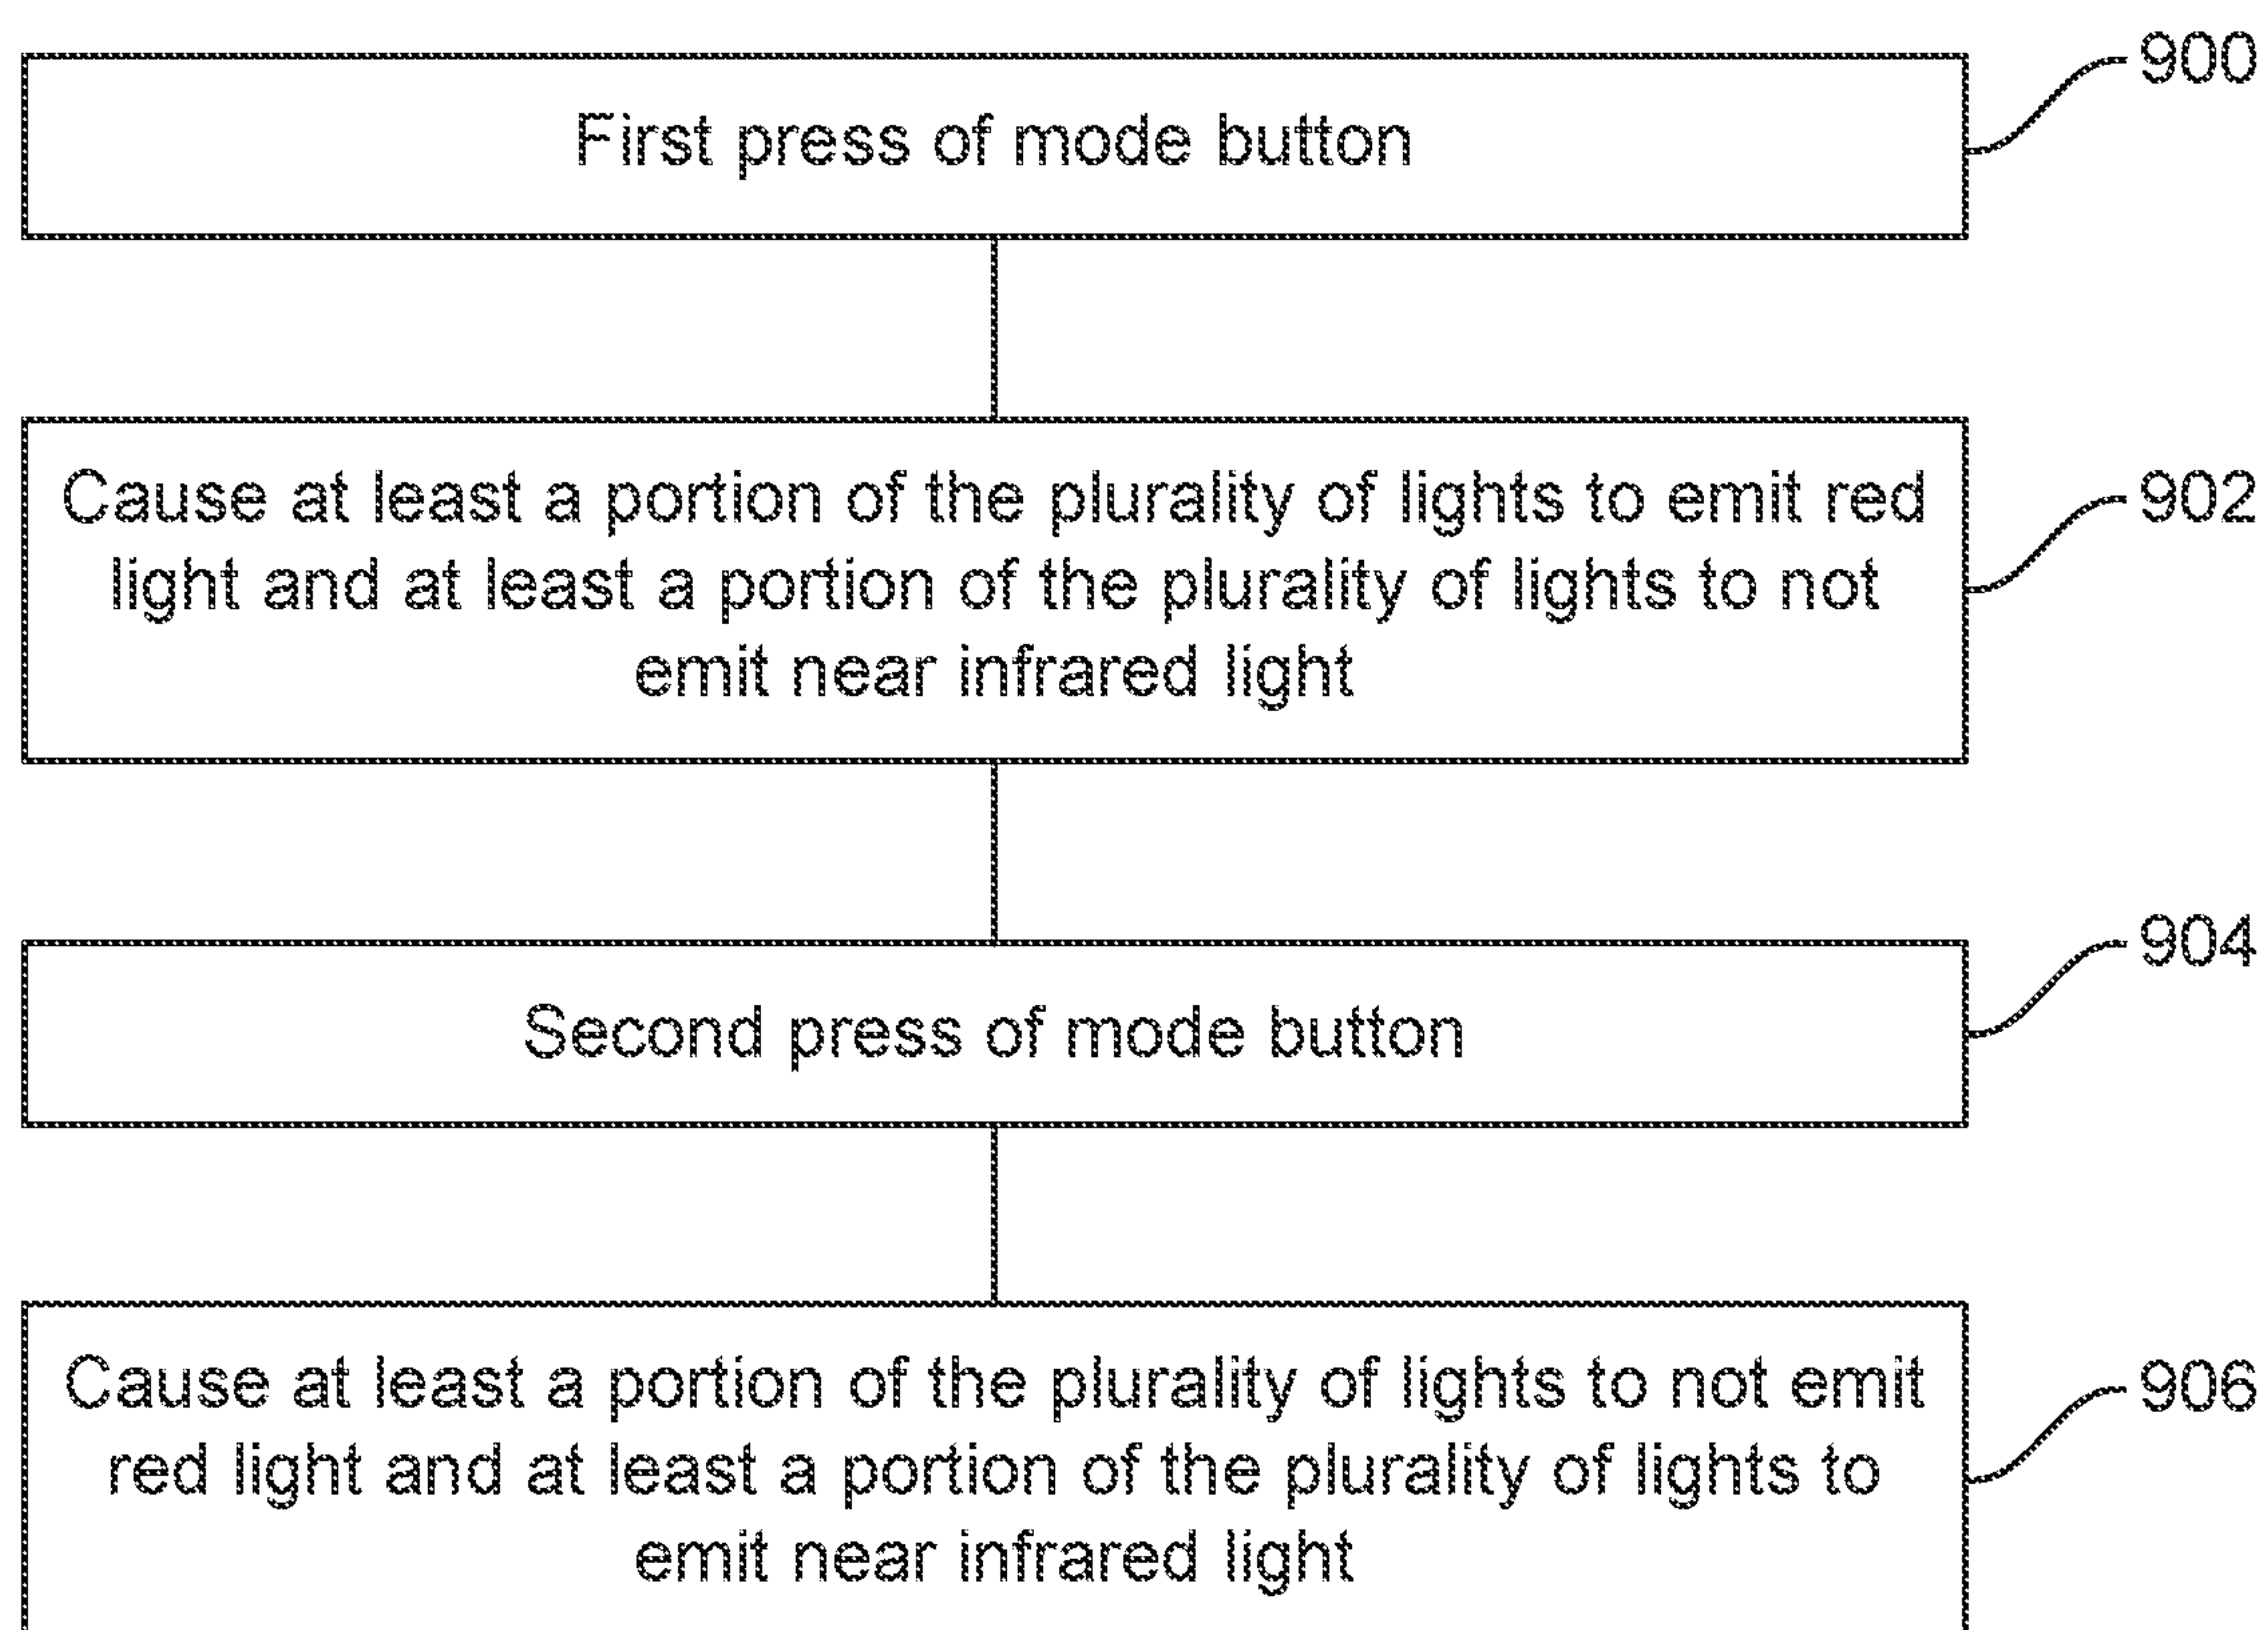 900
First press of mode button
902
Cause at least a portion of the plurality of lights to emit red
light and at least a portion of the plurality of lights to not
emit near infrared light
904
Second press of mode button
906
Cause at least a portion of the plurality of lights to not emit
red light and at least a portion of the plurality of lights to
emit near infrared light